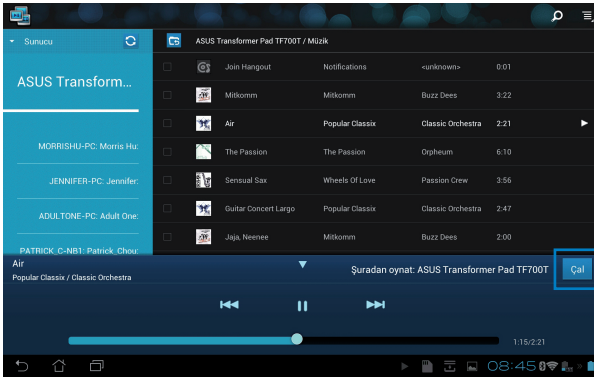 Sunucu
ASUS Transformer Pad TF700T / Müzik
ASUS Transform...
MORRISHU-PC: Morris Hu:
JENNIFER-PC: Jennifer:
ADULTONE-PC: Adult One:
PATRICK_C-NB1: Patrick_Chou:
Join Hangout Notifications <unknown> 0:01
Mitkomm Mitkomm Buzz Dees 3:22
Air Popular Classix Classic Orchestra 2:21
The Passion The Passion Orpheum 6:10
Sensual Sax Wheels Of Love Passion Crew 3:56
Guitar Concert Largo Popular Classix Classic Orchestra 2:47
Jaja, Neenee Mitkomm Buzz Dees 2:00
Air
Popular Classix / Classic Orchestra
Şuradan oynat: ASUS Transformer Pad TF700T
Çal
1:15/2:21
08:45